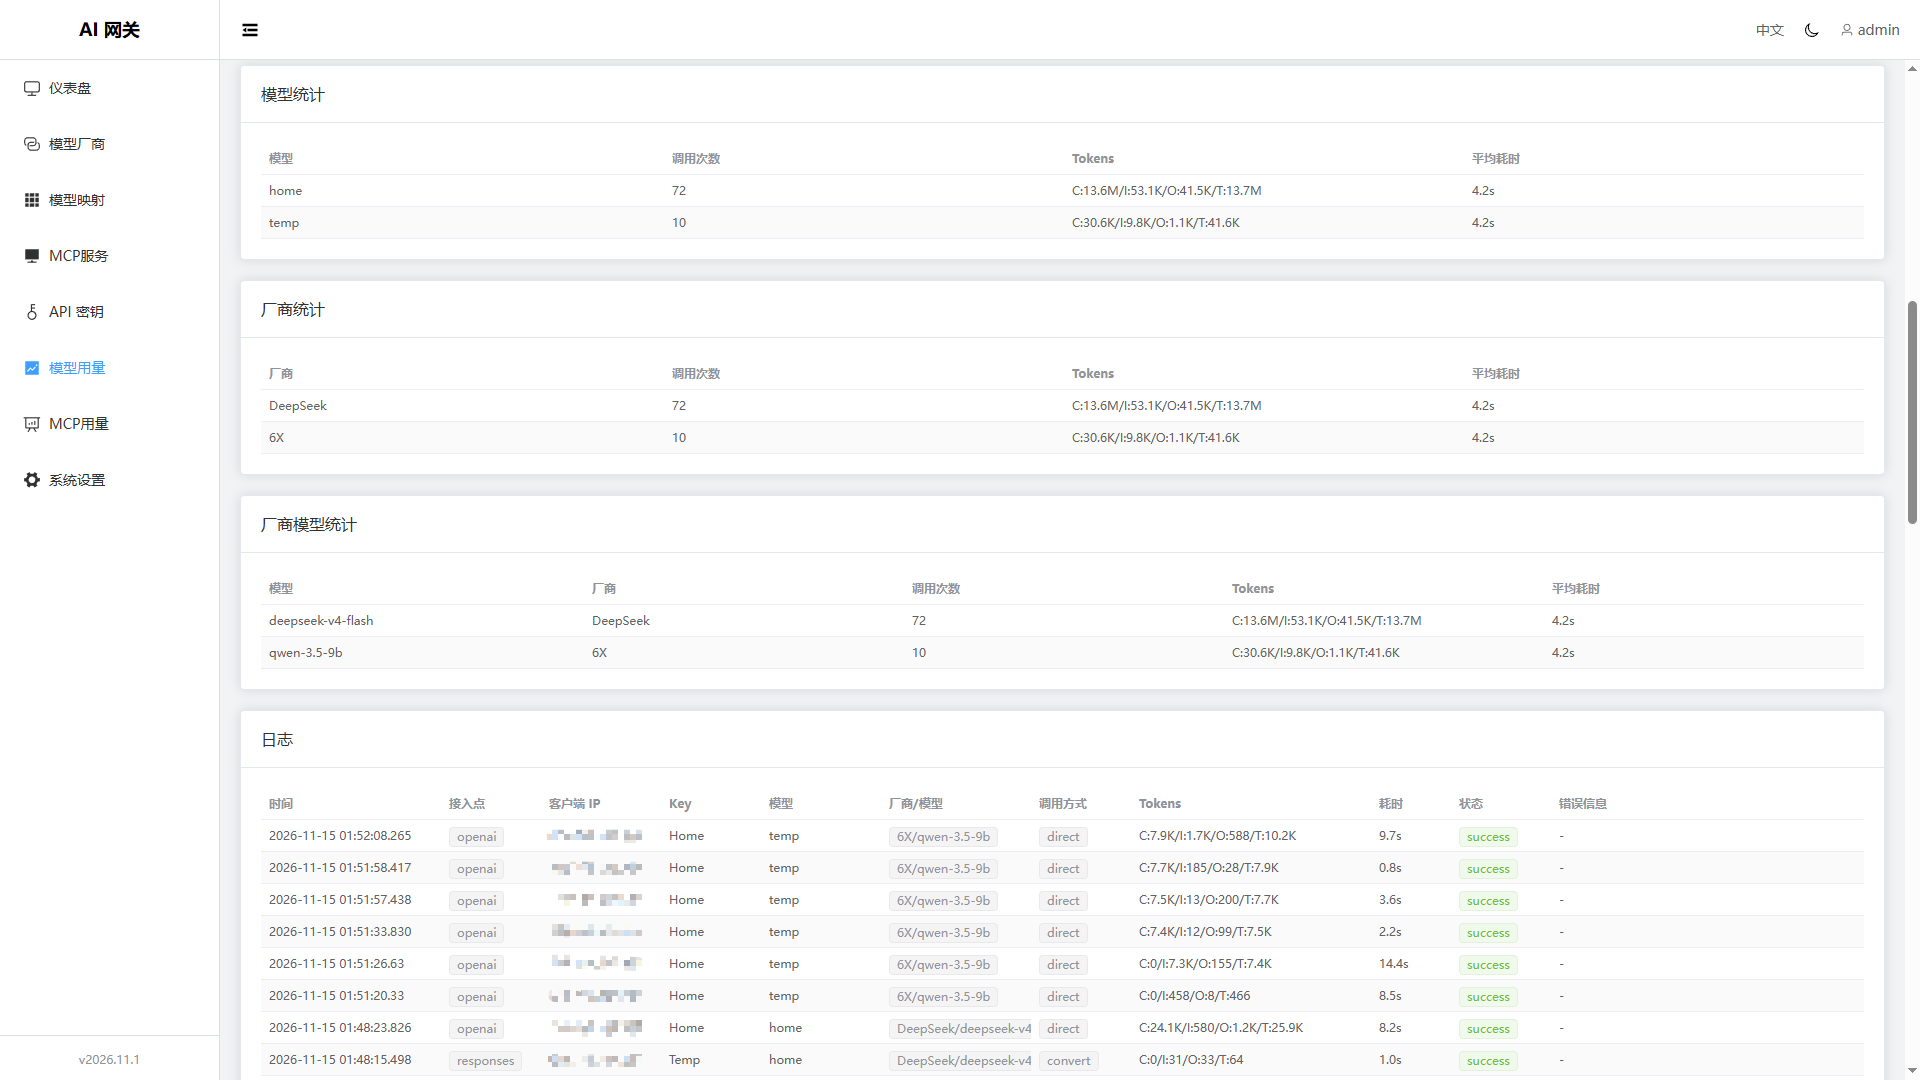 AI 网关
中文 admin
仪表盘
模型厂商
模型映射
MCP服务
API 密钥
模型用量
MCP用量
系统设置
v2026.11.1
模型统计
模型 调用次数 Tokens 平均耗时
home 72 C:13.6M/I:53.1K/O:41.5K/T:13.7M 4.2s
temp 10 C:30.6K/I:9.8K/O:1.1K/T:41.6K 4.2s
厂商统计
厂商 调用次数 Tokens 平均耗时
DeepSeek 72 C:13.6M/I:53.1K/O:41.5K/T:13.7M 4.2s
6X 10 C:30.6K/I:9.8K/O:1.1K/T:41.6K 4.2s
厂商模型统计
模型 厂商 调用次数 Tokens 平均耗时
deepseek-v4-flash DeepSeek 72 C:13.6M/I:53.1K/O:41.5K/T:13.7M 4.2s
qwen-3.5-9b 6X 10 C:30.6K/I:9.8K/O:1.1K/T:41.6K 4.2s
日志
时间 接入点 客户端 IP Key 模型 厂商/模型 调用方式 Tokens 耗时 状态 错误信息
2026-11-15 01:52:08.265 openai Home temp 6X/qwen-3.5-9b direct C:7.9K/I:1.7K/O:588/T:10.2K 9.7s success -
2026-11-15 01:51:58.417 openai Home temp 6X/qwen-3.5-9b direct C:7.7K/I:185/O:28/T:7.9K 0.8s success -
2026-11-15 01:51:57.438 openai Home temp 6X/qwen-3.5-9b direct C:7.5K/I:13/O:200/T:7.7K 3.6s success -
2026-11-15 01:51:33.830 openai Home temp 6X/qwen-3.5-9b direct C:7.4K/I:12/O:99/T:7.5K 2.2s success -
2026-11-15 01:51:26.63 openai Home temp 6X/qwen-3.5-9b direct C:0/I:7.3K/O:155/T:7.4K 14.4s success -
2026-11-15 01:51:20.33 openai Home temp 6X/qwen-3.5-9b direct C:0/I:458/O:8/T:466 8.5s success -
2026-11-15 01:48:23.826 openai Home home DeepSeek/deepseek-v4 direct C:24.1K/I:580/O:1.2K/T:25.9K 8.2s success -
2026-11-15 01:48:15.498 responses Temp home DeepSeek/deepseek-v4 convert C:0/I:31/O:33/T:64 1.0s success -